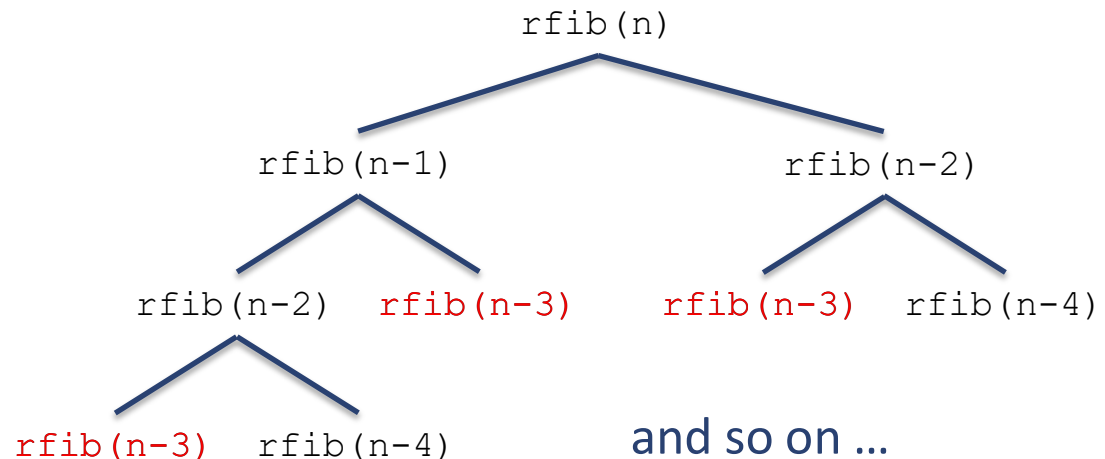 rfib(n)
rfib(n-1) rfib(n-2)
rfib(n-2) rfib(n-3) rfib(n-3) rfib(n-4)
rfib(n-3) rfib(n-4) and so on …